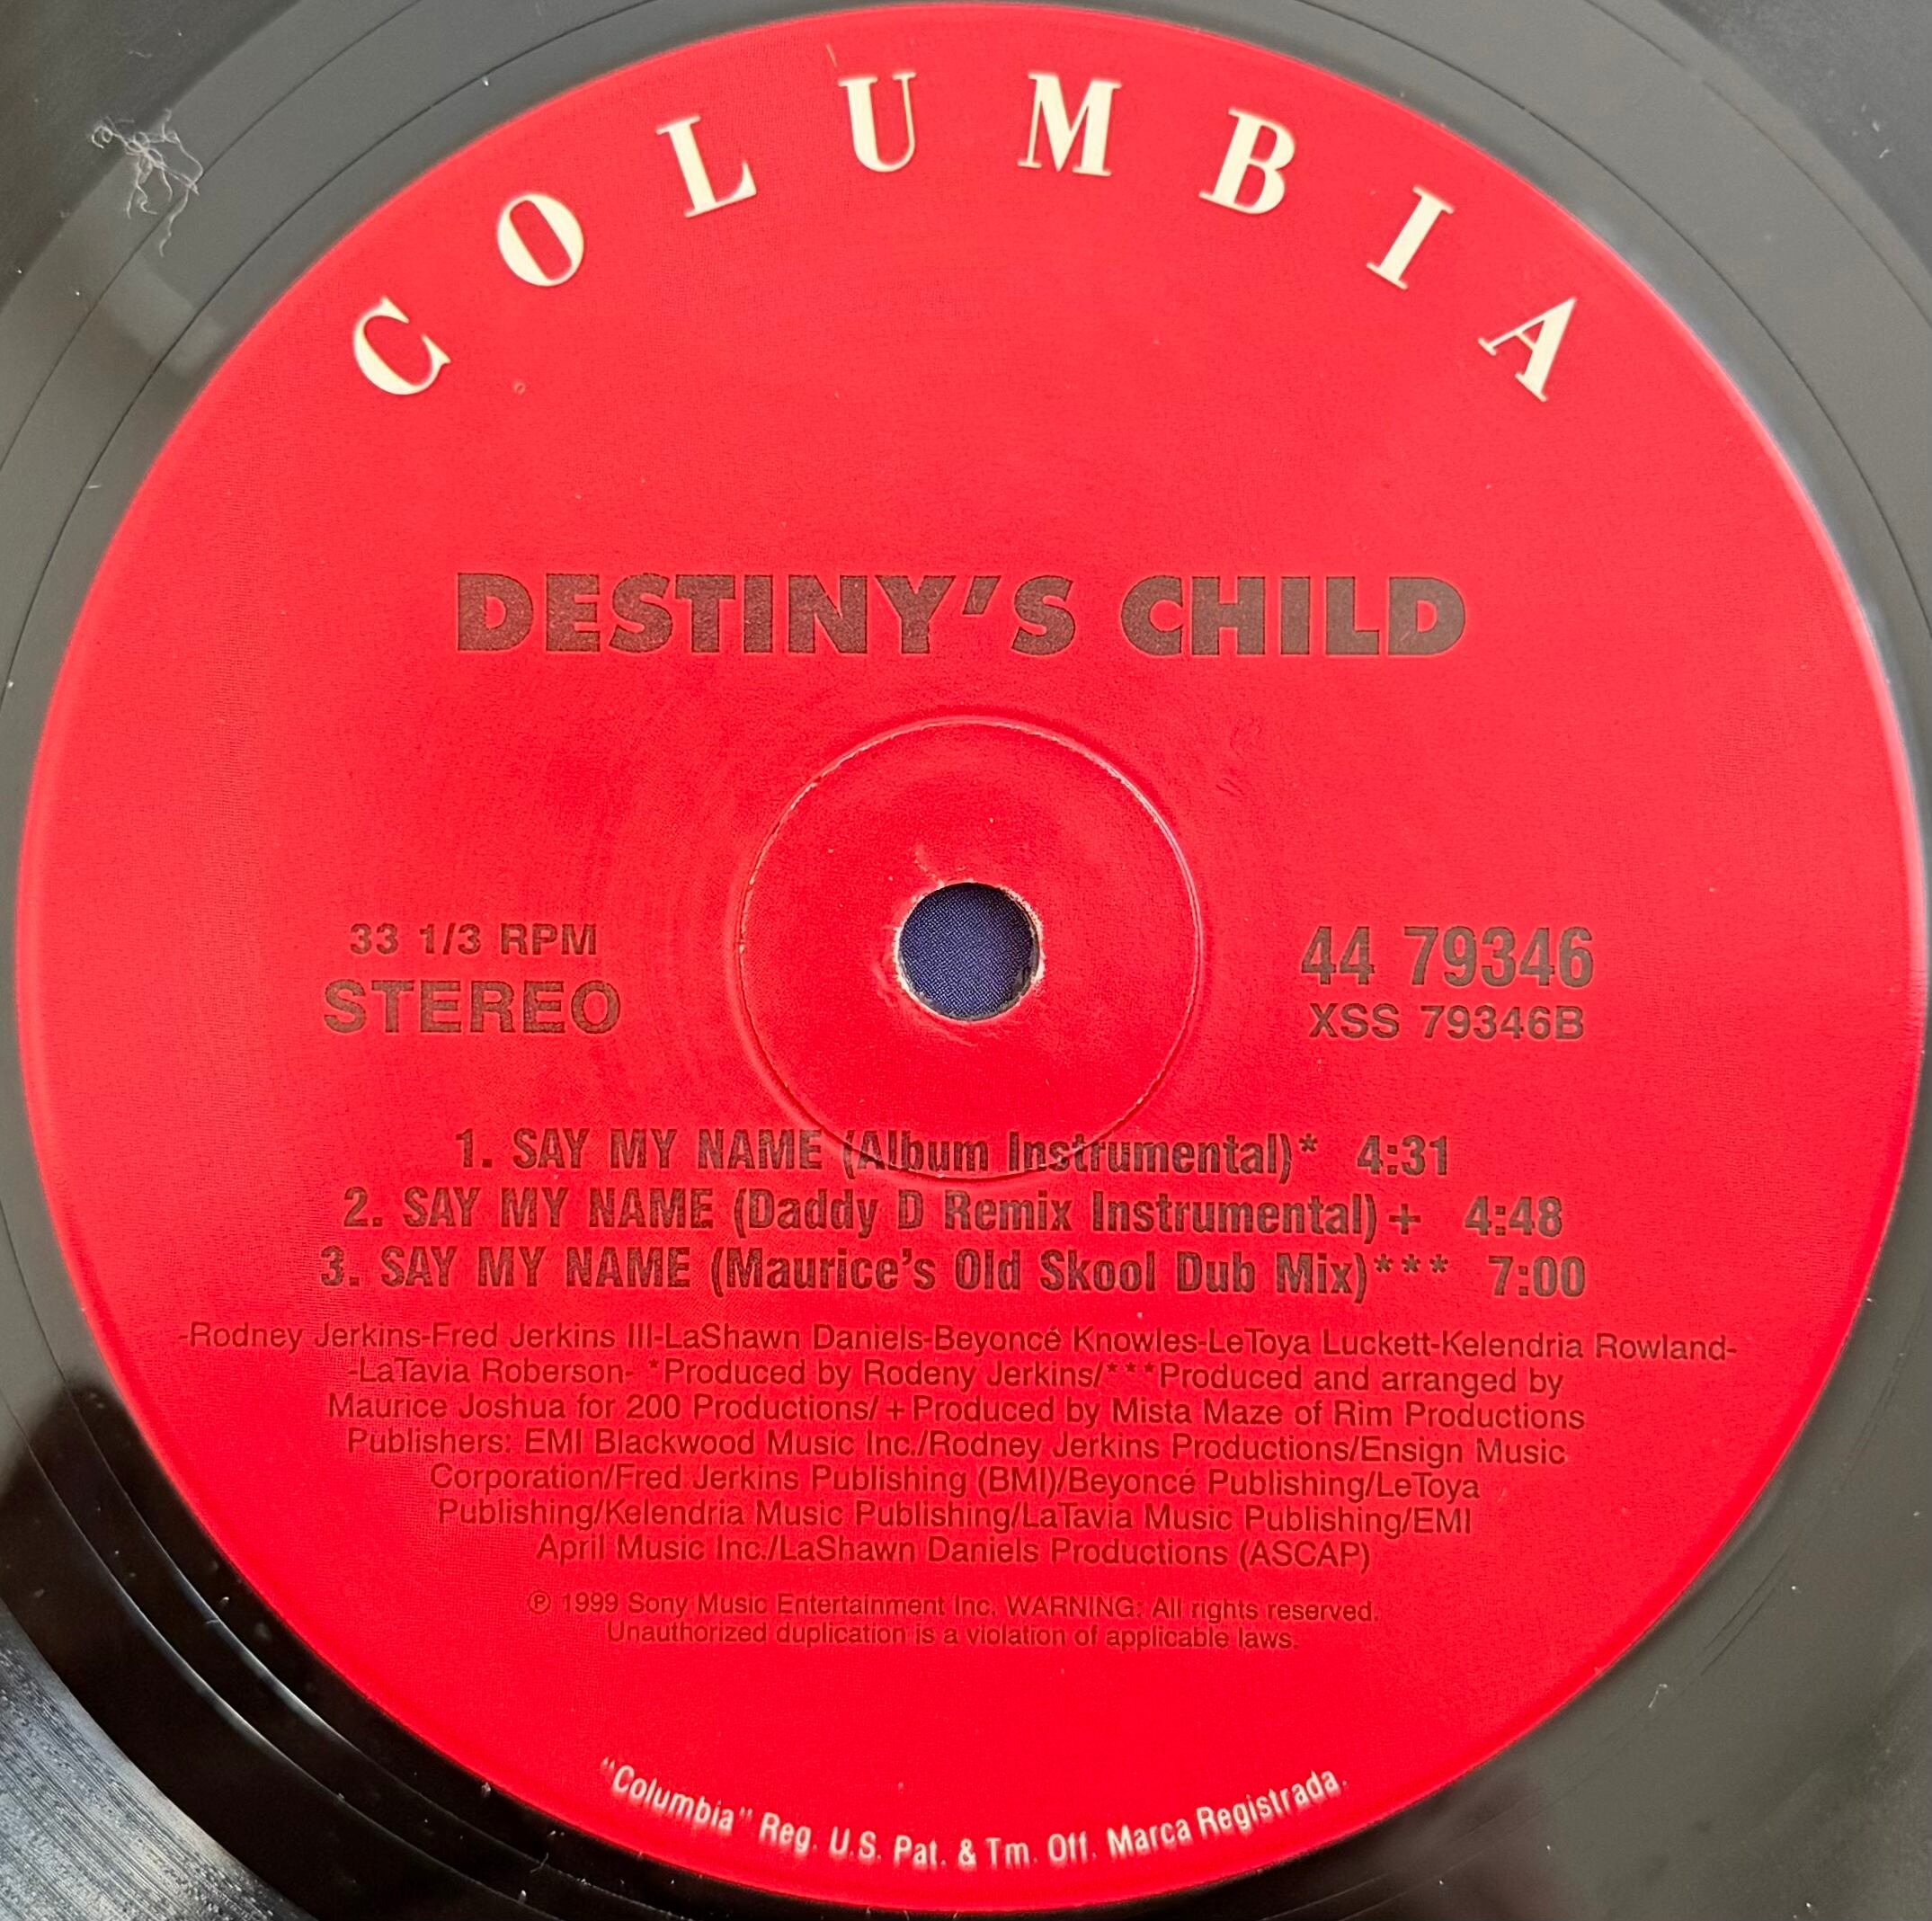 COLUMBIA
DESTINY'S CHILD
33 1/3 RPM
STEREO
44 79346
XSS 79346B
1. SAY MY NAME (Album Instrumental)* 4:31
2. SAY MY NAME (Daddy D Remix Instrumental) + 4:48
3. SAY MY NAME (Maurice's Old Skool Dub Mix)*** 7:00
-Rodney Jerkins-Fred Jerkins III-LaShawn Daniels-Beyoncé Knowles-LeToya Luckett-Kelendria Rowland-
-LaTavia Roberson- *Produced by Rodeny Jerkins/***Produced and arranged by
Maurice Joshua for 200 Productions/ + Produced by Mista Maze of Rim Productions
Publishers: EMI Blackwood Music Inc./Rodney Jerkins Productions/Ensign Music
Corporation/Fred Jerkins Publishing (BMI)/Beyoncé Publishing/LeToya
Publishing/Kelendria Music Publishing/LaTavia Music Publishing/EMI
April Music Inc./LaShawn Daniels Productions (ASCAP)
℗ 1999 Sony Music Entertainment Inc. WARNING: All rights reserved.
Unauthorized duplication is a violation of applicable laws.
"Columbia" Reg. U.S. Pat. & Tm. Off. Marca Registrada.